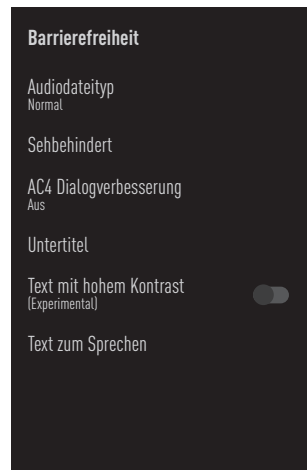 Barrierefreiheit
Audiodateityp
Normal
Sehbehindert
AC4 Dialogverbesserung
Aus
Untertitel
Text mit hohem Kontrast
(Experimental)
Text zum Sprechen